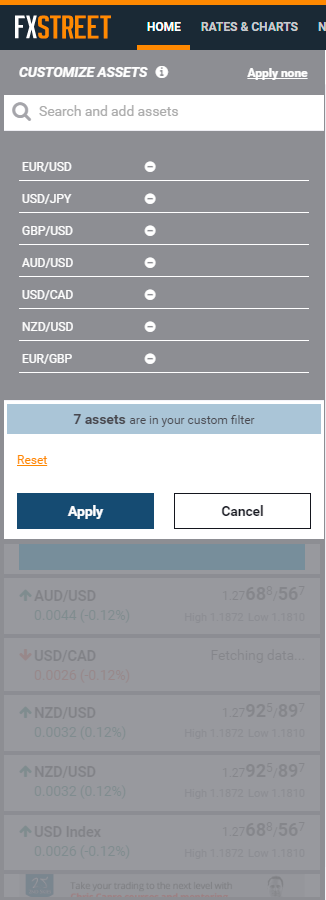 FXSTREET HOME RATES & CHARTS N
CUSTOMIZE ASSETS Apply none
Search and add assets
EUR/USD
USD/JPY
GBP/USD
AUD/USD
USD/CAD
NZD/USD
EUR/GBP
7 assets are in your custom filter
Reset
Apply Cancel
AUD/USD 1.27 68 8/56 7
0.0044 (-0.12%) High 1.1872 Low 1.1810
USD/CAD Fetching data...
0.0026 (-0.12%)
NZD/USD 1.27 92 5/89 7
0.0032 (0.12%) High 1.1872 Low 1.1810
NZD/USD 1.27 92 5/89 7
0.0032 (0.12%) High 1.1872 Low 1.1810
USD Index 1.27 68 8/56 7
0.0026 (-0.12%) High 1.1872 Low 1.1810
Take your trading to the next level with